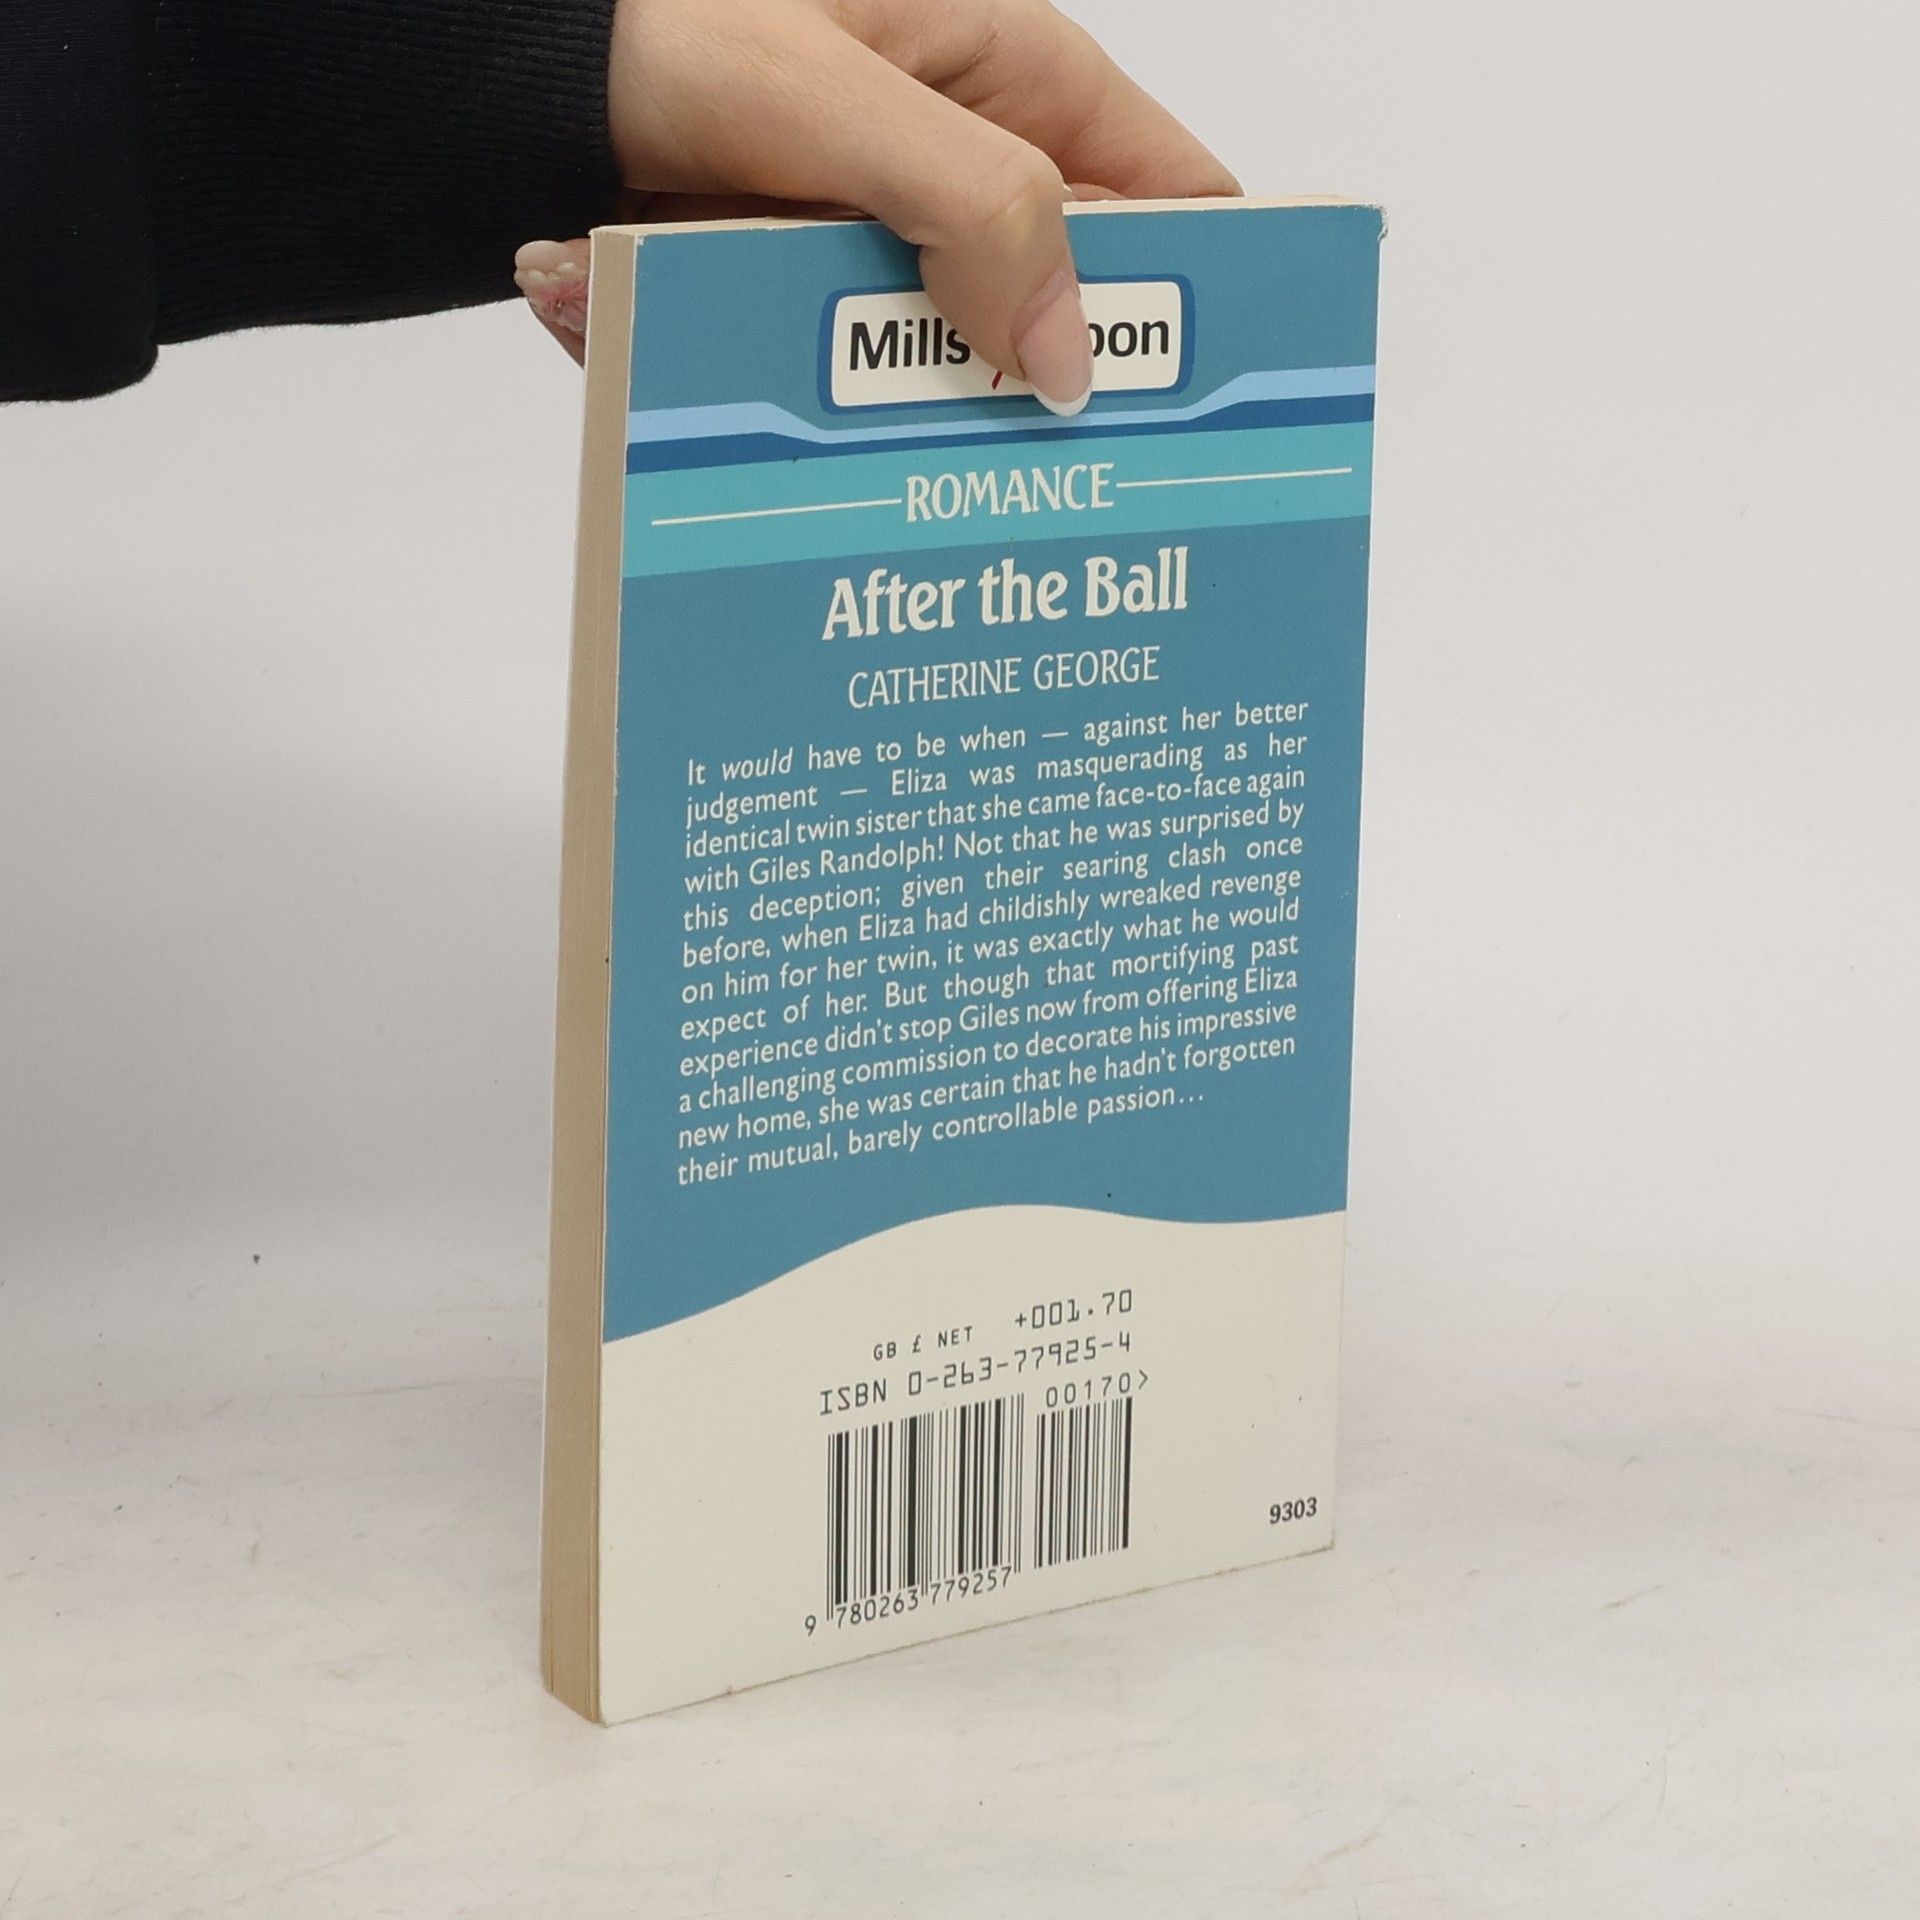 Mills oon
ROMANCE
After the Ball
CATHERINE GEORGE
It would have to be when — against her better
judgement — Eliza was masquerading as her
identical twin sister that she came face-to-face again
with Giles Randolph! Not that he was surprised by
this deception; given their searing clash once
before, when Eliza had childishly wreaked revenge
on him for her twin, it was exactly what he would
expect of her. But though that mortifying past
experience didn't stop Giles now from offering Eliza
a challenging commission to decorate his impressive
new home, she was certain that he hadn't forgotten
their mutual, barely controllable passion...
GB £ NET +001.70
ISBN 0-263-77925-4
00170>
9 780263 779257
9303